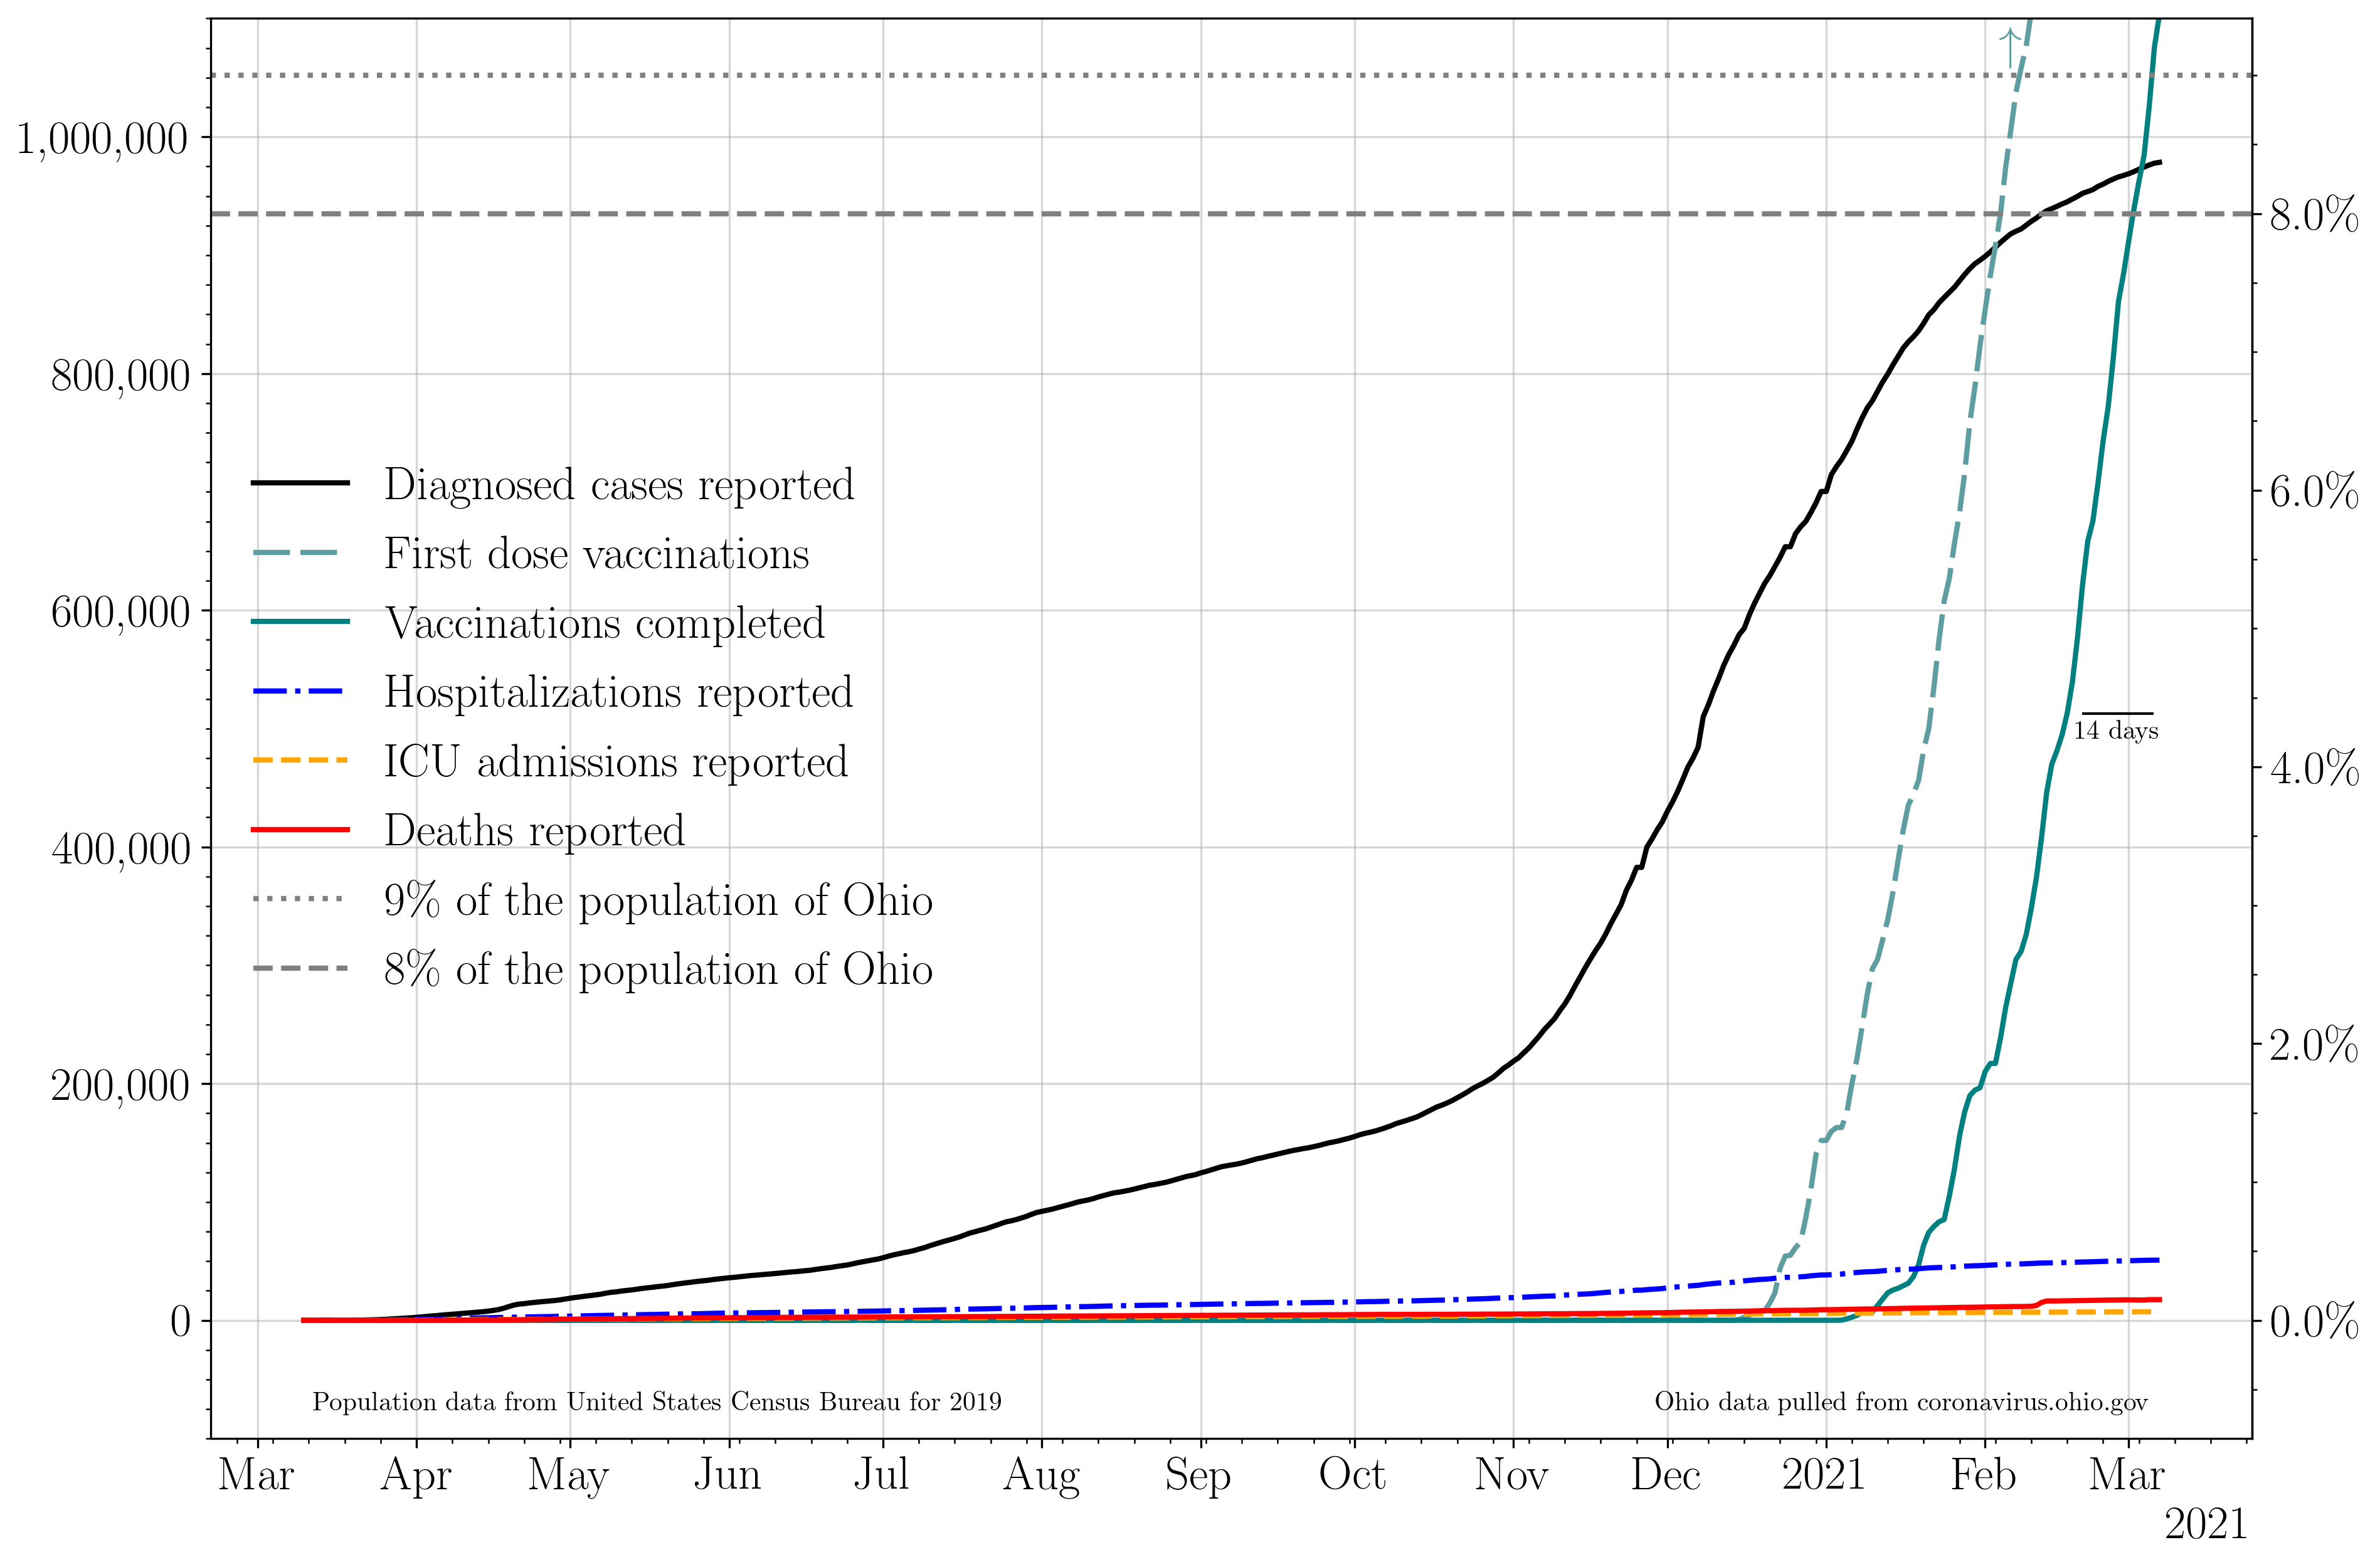 1,000,000
800,000
600,000
400,000
200,000
0
8.0%
6.0%
4.0%
2.0%
0.0%
Diagnosed cases reported
First dose vaccinations
Vaccinations completed
Hospitalizations reported
ICU admissions reported
Deaths reported
9% of the population of Ohio
8% of the population of Ohio
14 days
Population data from United States Census Bureau for 2019
Ohio data pulled from coronavirus.ohio.gov
Mar Apr May Jun Jul Aug Sep Oct Nov Dec 2021 Feb Mar
2021